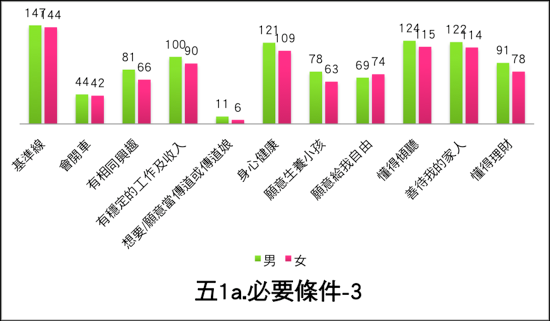 147 144
44 42
81 66
100 90
11 6
121 109
78 63
69 74
124 115
122 114
91 78
基準線
會開車
有相同興趣
有穩定的工作及收入
想要/願意當傳道或傳道娘
身心健康
願意生養小孩
願意給我自由
懂得傾聽
善待我的家人
懂得理財
男 女
五1a.必要條件-3